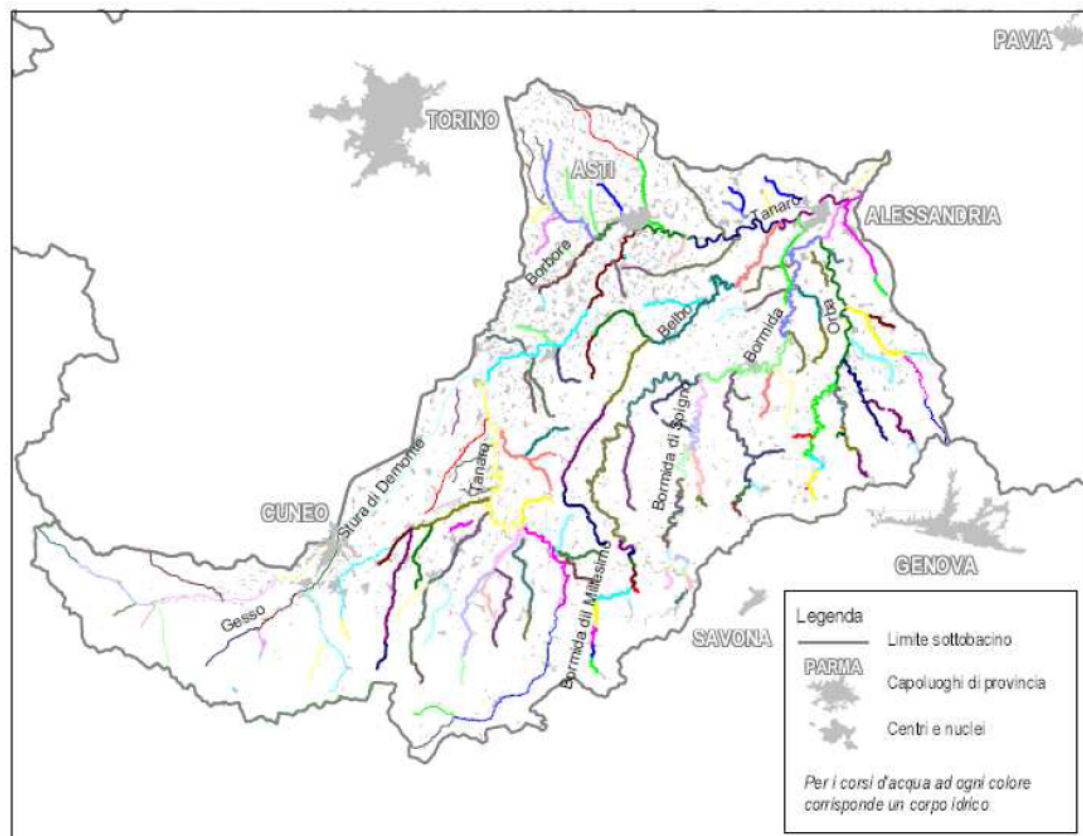 PAVIA
TORINO
ASTI
Tanaro
ALESSANDRIA
Borbore
Belbo
Bormida
Orba
Bormida di Spigno
Stura di Demonte
Tanaro
CUNEO
Gesso
Bormida dil Millesimo
GENOVA
SAVONA
Legenda
Limite sottobacino
PARMA
Capoluoghi di provincia
Centri e nuclei
Per i corsi d'acqua ad ogni colore
corrisponde un corpo idrico